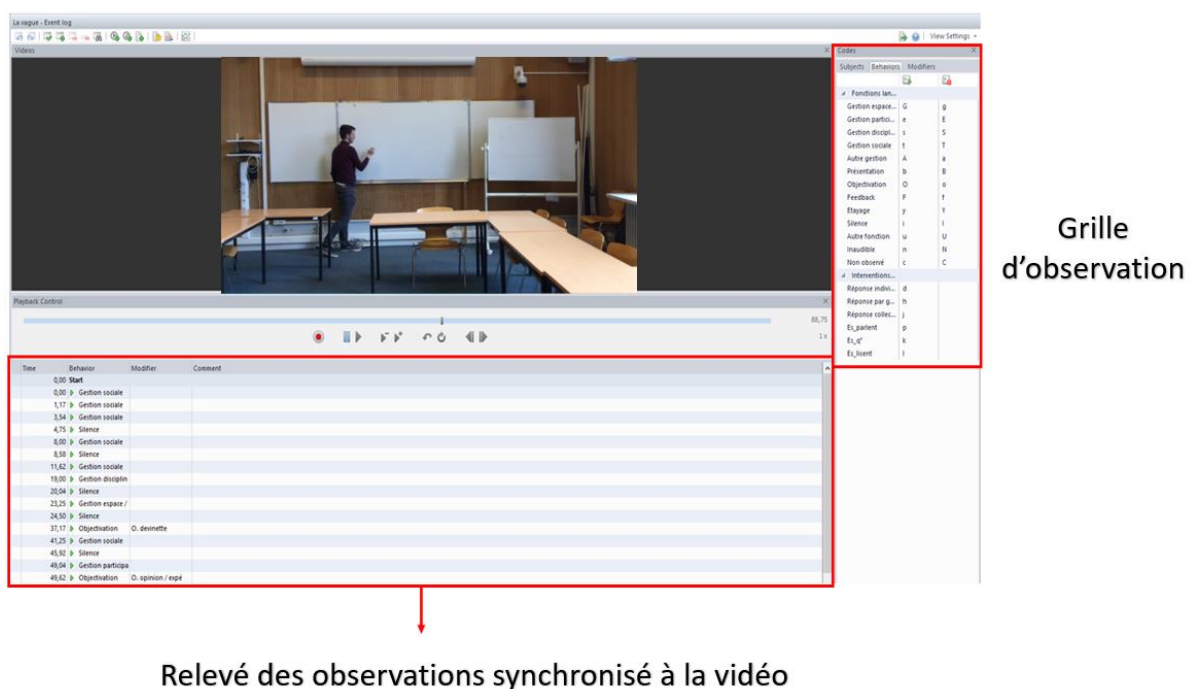 La vague - Event log
View Settings
Videos
Codes
Subjects Behaviors Modifiers
Fonctions lan...
Gestion espace... G g
Gestion partici... e E
Gestion discipl... s S
Gestion sociale t T
Autre gestion A a
Présentation b B
Objectivation O o
Feedback F f
Etayage y Y
Silence i I
Autre fonction u U
Inaudible n N
Non observé c C
Interventions...
Réponse indivi... d
Réponse par g... h
Réponse collec... j
Es_parlent p
Es_q° k
Es_lisent l
Grille
d'observation
Playback Control
88,75
1 x
Time Behavior Modifier Comment
0,00 Start
0,00 Gestion sociale
1,17 Gestion sociale
3,54 Gestion sociale
4,75 Silence
8,00 Gestion sociale
8,58 Silence
11,62 Gestion sociale
19,00 Gestion disciplin
20,04 Silence
23,25 Gestion espace /
24,50 Silence
37,17 Objectivation O. devinette
41,25 Gestion sociale
45,92 Silence
49,04 Gestion participa
49,62 Objectivation O. opinion / expé
Relevé des observations synchronisé à la vidéo